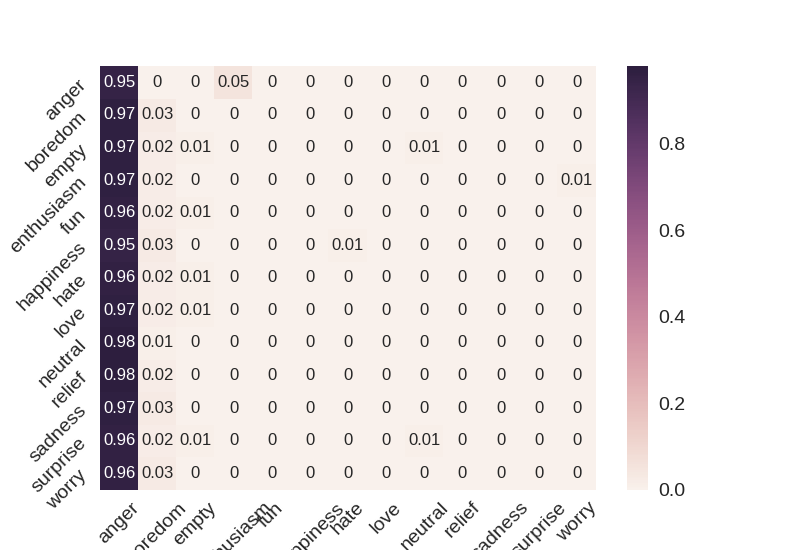 anger 0.95 0 0 0.05 0 0 0 0 0 0 0 0 0
boredom 0.97 0.03 0 0 0 0 0 0 0 0 0 0 0
empty 0.97 0.02 0.01 0 0 0 0 0 0.01 0 0 0 0
enthusiasm 0.97 0.02 0 0 0 0 0 0 0 0 0 0 0.01
fun 0.96 0.02 0.01 0 0 0 0 0 0 0 0 0 0
happiness 0.95 0.03 0 0 0 0 0.01 0 0 0 0 0 0
hate 0.96 0.02 0.01 0 0 0 0 0 0 0 0 0 0
love 0.97 0.02 0.01 0 0 0 0 0 0 0 0 0 0
neutral 0.98 0.01 0 0 0 0 0 0 0 0 0 0 0
relief 0.98 0.02 0 0 0 0 0 0 0 0 0 0 0
sadness 0.97 0.03 0 0 0 0 0 0 0 0 0 0 0
surprise 0.96 0.02 0.01 0 0 0 0 0 0.01 0 0 0 0
worry 0.96 0.03 0 0 0 0 0 0 0 0 0 0 0
anger oredom empty husiasm fun ppiness hate love neutral relief adness surprise worry
0.8
0.6
0.4
0.2
0.0